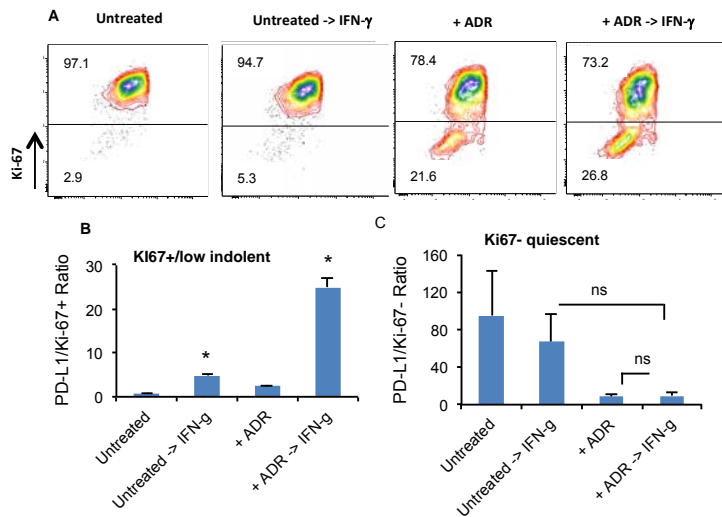 A
Untreated
Untreated -> IFN-γ
+ ADR
+ ADR -> IFN-γ
97.1
94.7
78.4
73.2
Ki-67
2.9
5.3
21.6
26.8
B
KI67+/low indolent
PD-L1/Ki-67+ Ratio
30
20
10
0
*
*
Untreated
Untreated -> IFN-g
+ ADR
+ ADR -> IFN-g
C
Ki67- quiescent
PD-L1/Ki-67- Ratio
160
120
80
40
0
ns
ns
Untreated
Untreated -> IFN-g
+ ADR
+ ADR -> IFN-g